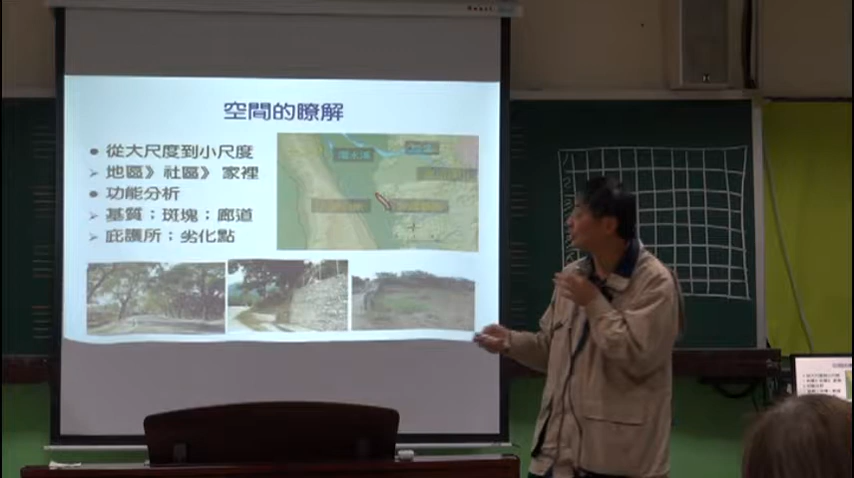 空間的瞭解
● 從大尺度到小尺度
➢ 地區》社區》 家裡
● 功能分析
➢ 基質；斑塊；廊道
➢ 庇護所；劣化點